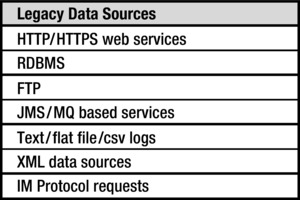 Legacy Data Sources
HTTP/HTTPS web services
RDBMS
FTP
JMS/MQ based services
Text/flat file/csv logs
XML data sources
IM Protocol requests